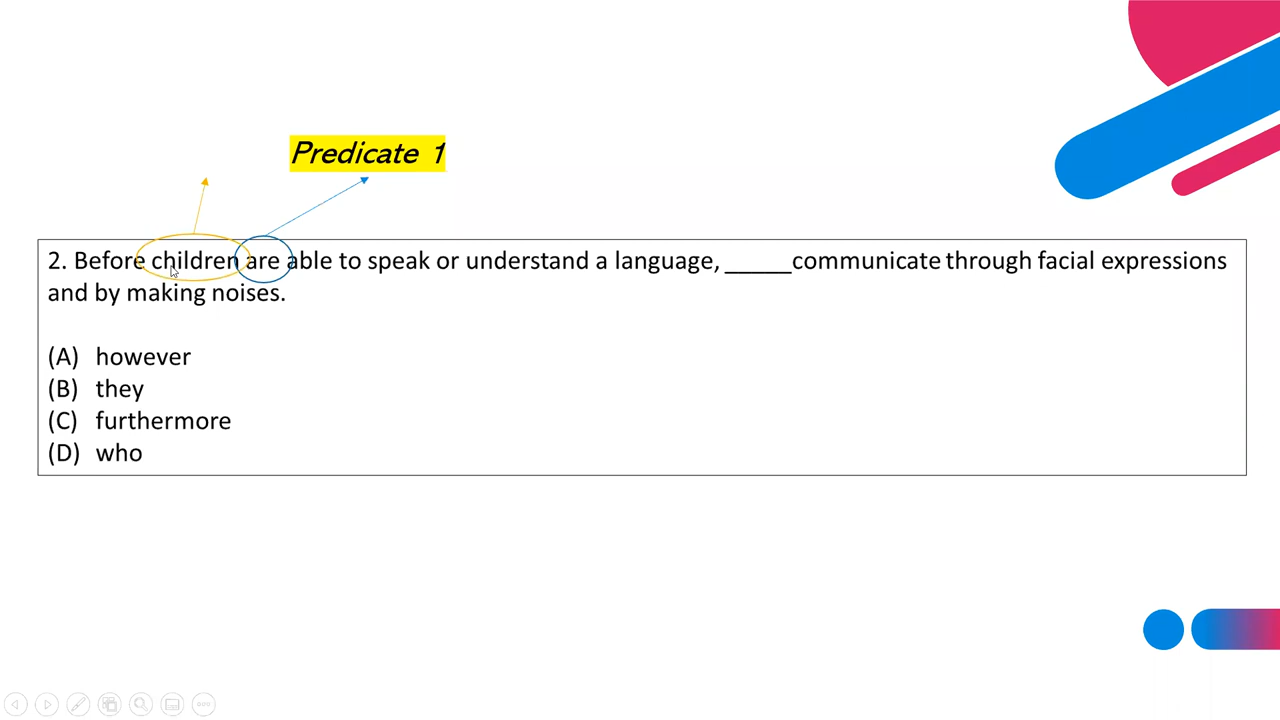 Predicate 1
2. Before children are able to speak or understand a language, _____communicate through facial expressions
and by making noises.
(A) however
(B) they
(C) furthermore
(D) who